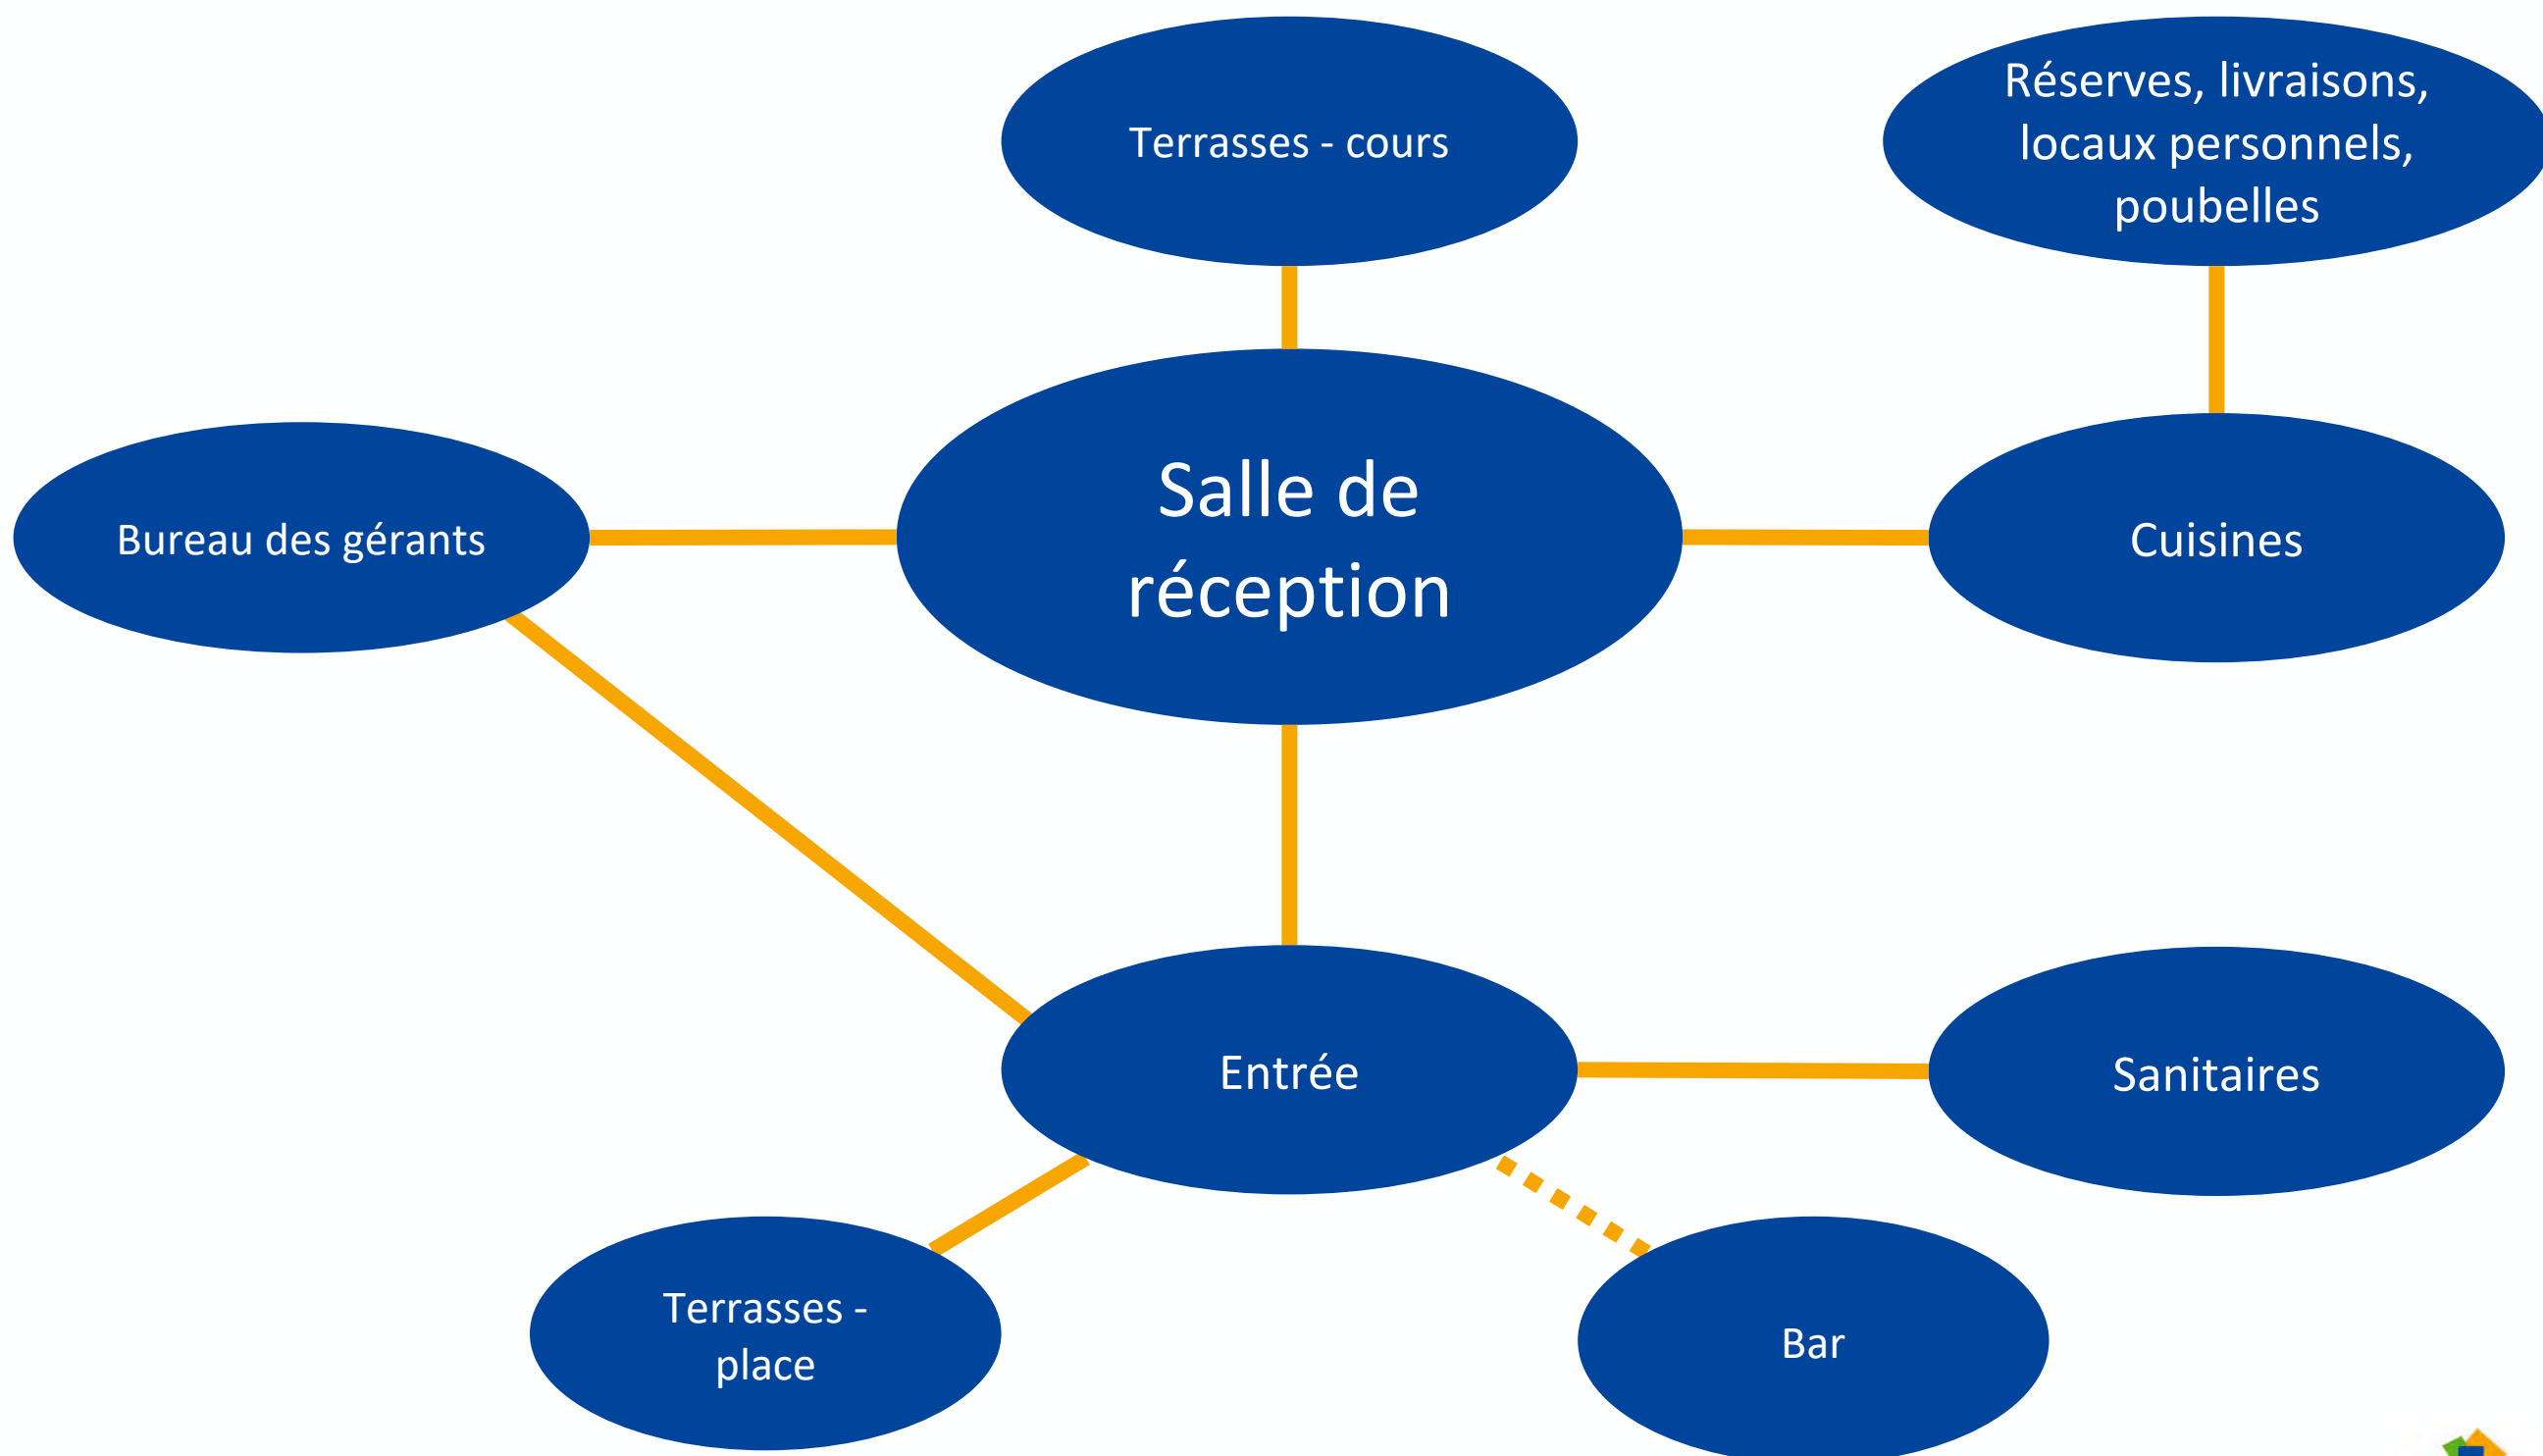 Terrasses - cours
Réserves, livraisons,
locaux personnels,
poubelles
Bureau des gérants
Salle de
réception
Cuisines
Entrée
Sanitaires
Terrasses -
place
Bar